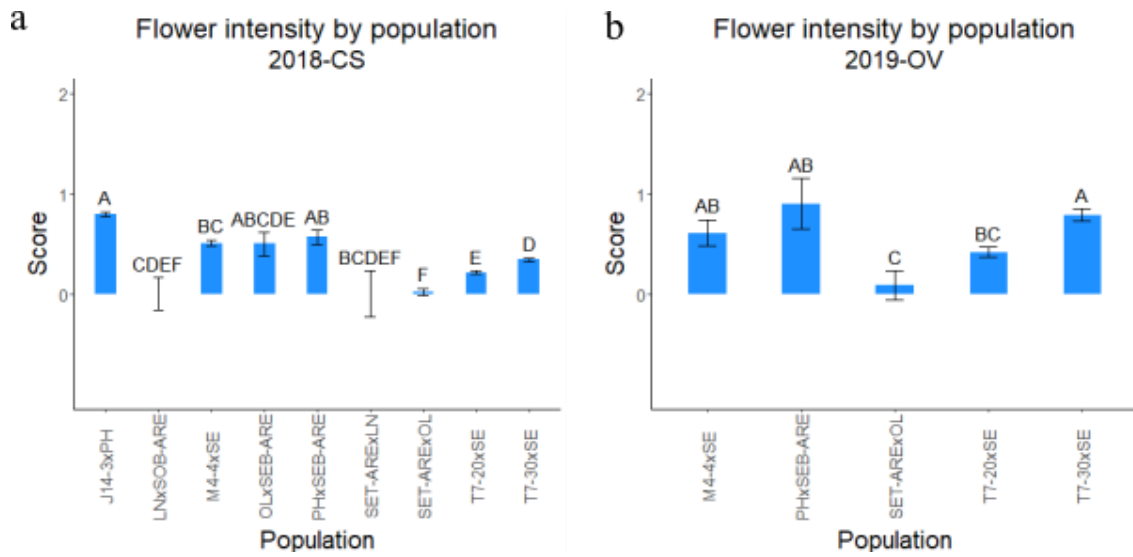 a
Flower intensity by population
2018-CS
Score
2
1
0
A
CDEF
BC
ABCDE
AB
BCDEF
F
E
D
J14-3xPH
LNxSOB-ARE
M4-4xSE
OLxSEB-ARE
PHxSEB-ARE
SET-ARExLN
SET-ARExOL
T7-20xSE
T7-30xSE
Population
b
Flower intensity by population
2019-OV
Score
2
1
0
AB
AB
C
BC
A
M4-4xSE
PHxSEB-ARE
SET-ARExOL
T7-20xSE
T7-30xSE
Population